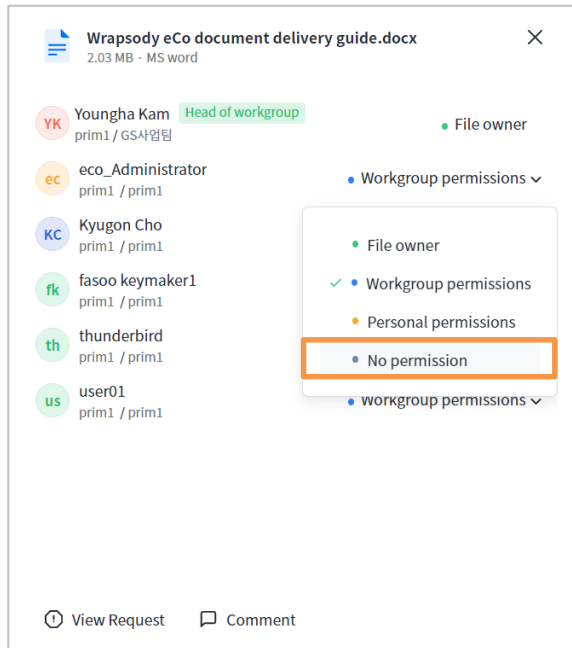 Wrapsody eCo document delivery guide.docx
2.03 MB · MS word
YK
Youngha Kam Head of workgroup
prim1 / GS사업팀
File owner
ec
eco_Administrator
prim1 / prim1
Workgroup permissions
KC
Kyugon Cho
prim1 / prim1
File owner
Workgroup permissions
Personal permissions
No permission
fk
fasoo keymaker1
prim1 / prim1
th
thunderbird
prim1 / prim1
us
user01
prim1 / prim1
Workgroup permissions
View Request
Comment